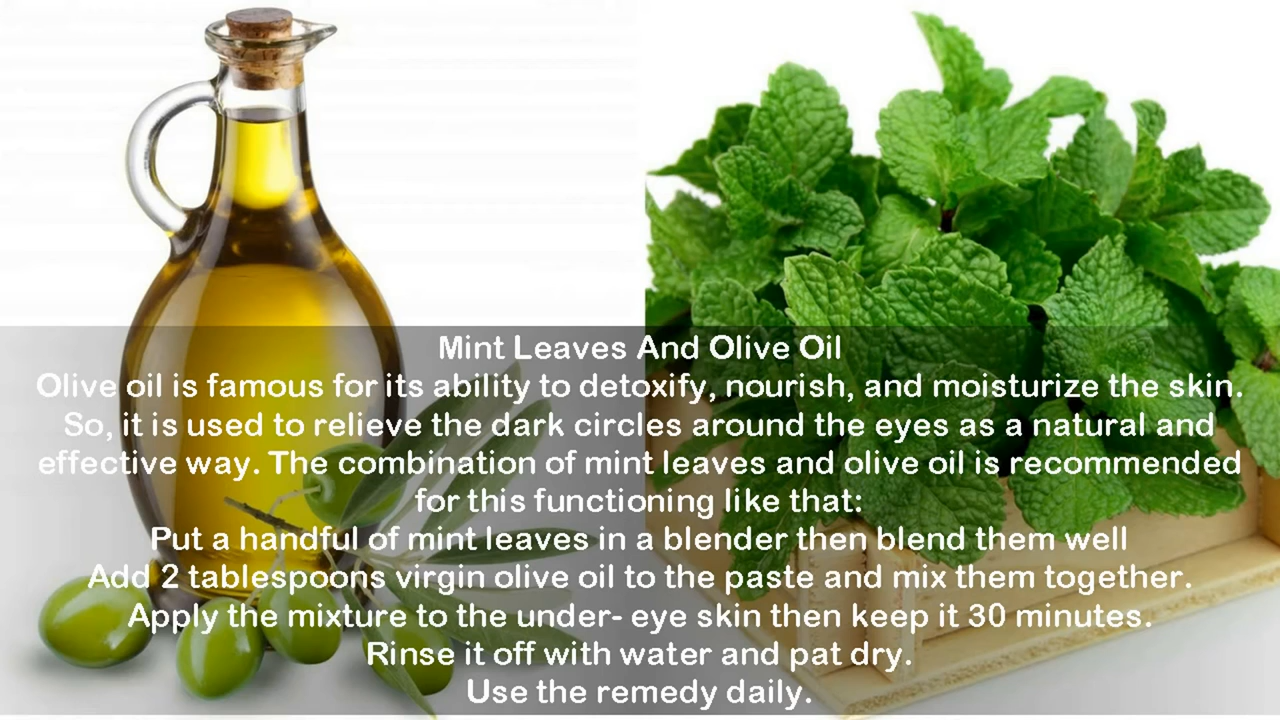 Mint Leaves And Olive Oil
Olive oil is famous for its ability to detoxify, nourish, and moisturize the skin.
So, it is used to relieve the dark circles around the eyes as a natural and
effective way. The combination of mint leaves and olive oil is recommended
for this functioning like that:
Put a handful of mint leaves in a blender then blend them well
Add 2 tablespoons virgin olive oil to the paste and mix them together.
Apply the mixture to the under- eye skin then keep it 30 minutes.
Rinse it off with water and pat dry.
Use the remedy daily.